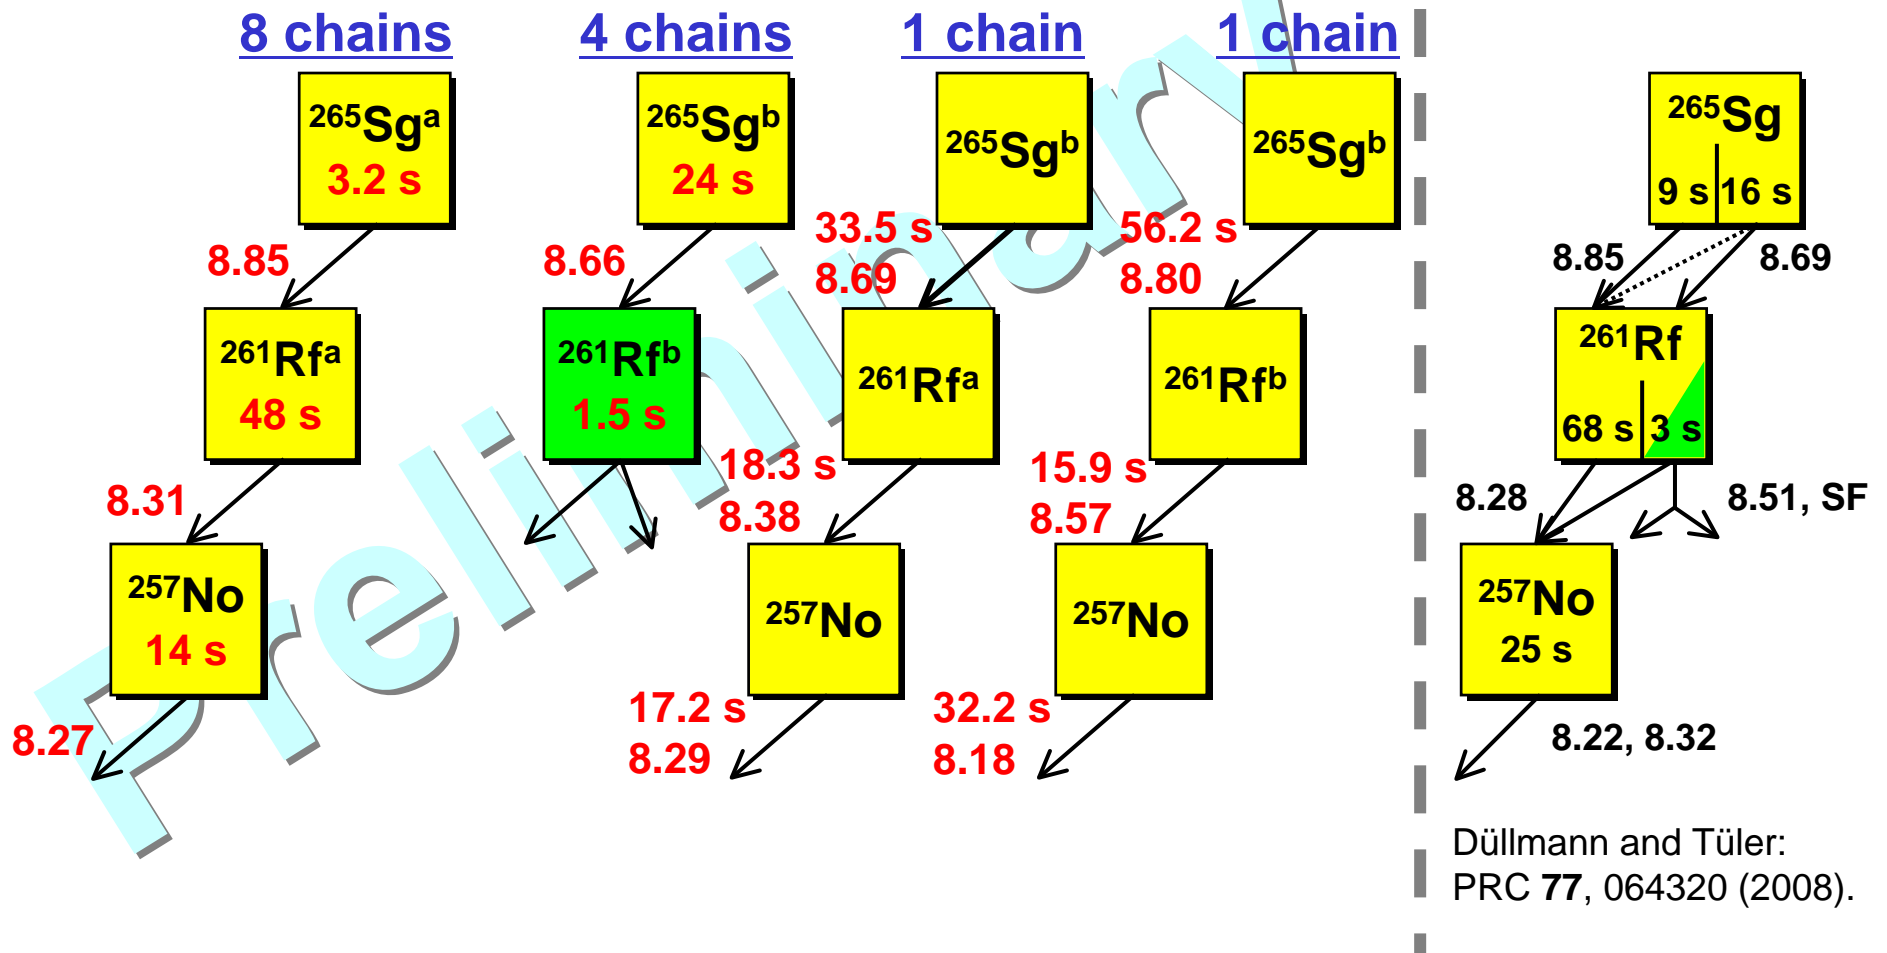 8 chains
4 chains
1 chain
1 chain
Preliminary
265Sga
3.2 s
265Sgb
24 s
265Sgb
265Sgb
265Sg
9 s 16 s
8.85
8.66
33.5 s
8.69
56.2 s
8.80
8.85
8.69
261Rfa
48 s
261Rfb
1.5 s
261Rfa
261Rfb
261Rf
68 s 3 s
8.31
18.3 s
8.38
15.9 s
8.57
8.28
8.51, SF
257No
14 s
257No
257No
257No
25 s
8.27
17.2 s
8.29
32.2 s
8.18
8.22, 8.32
Düllmann and Tüler:
PRC 77, 064320 (2008).